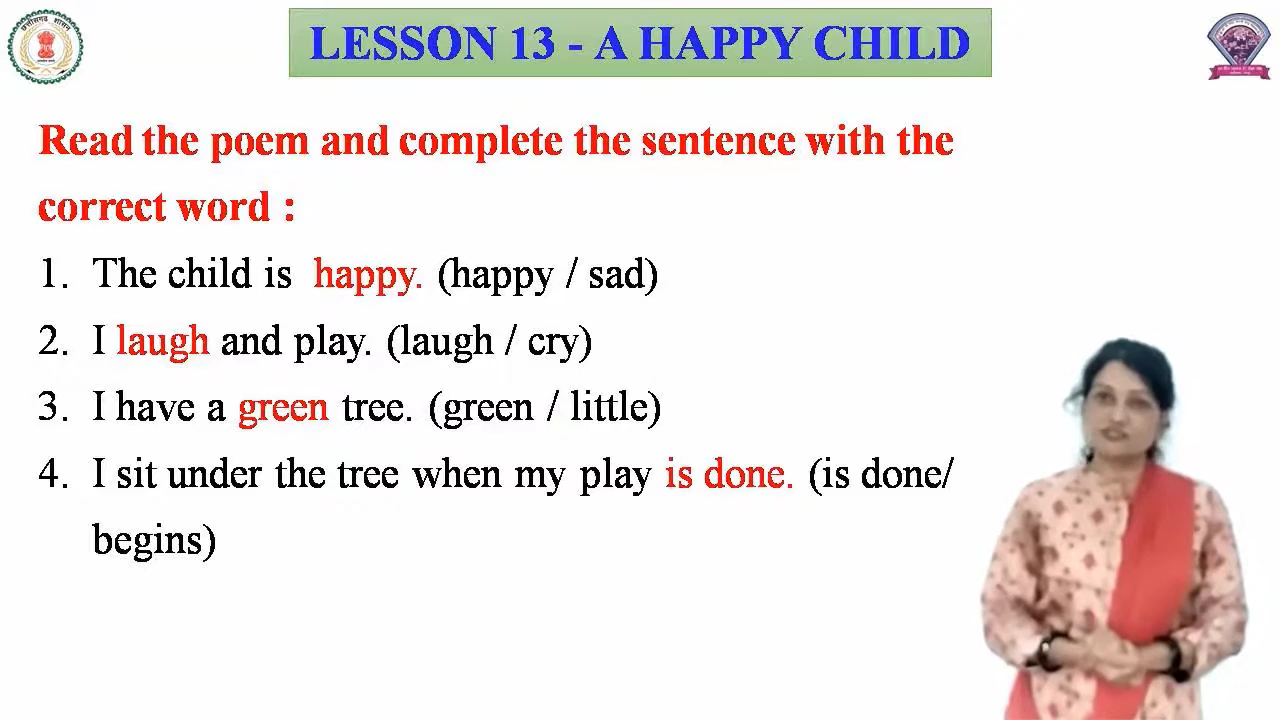 LESSON 13 - A HAPPY CHILD
Read the poem and complete the sentence with the
correct word :
1. The child is happy. (happy / sad)
2. I laugh and play. (laugh / cry)
3. I have a green tree. (green / little)
4. I sit under the tree when my play is done. (is done/
begins)